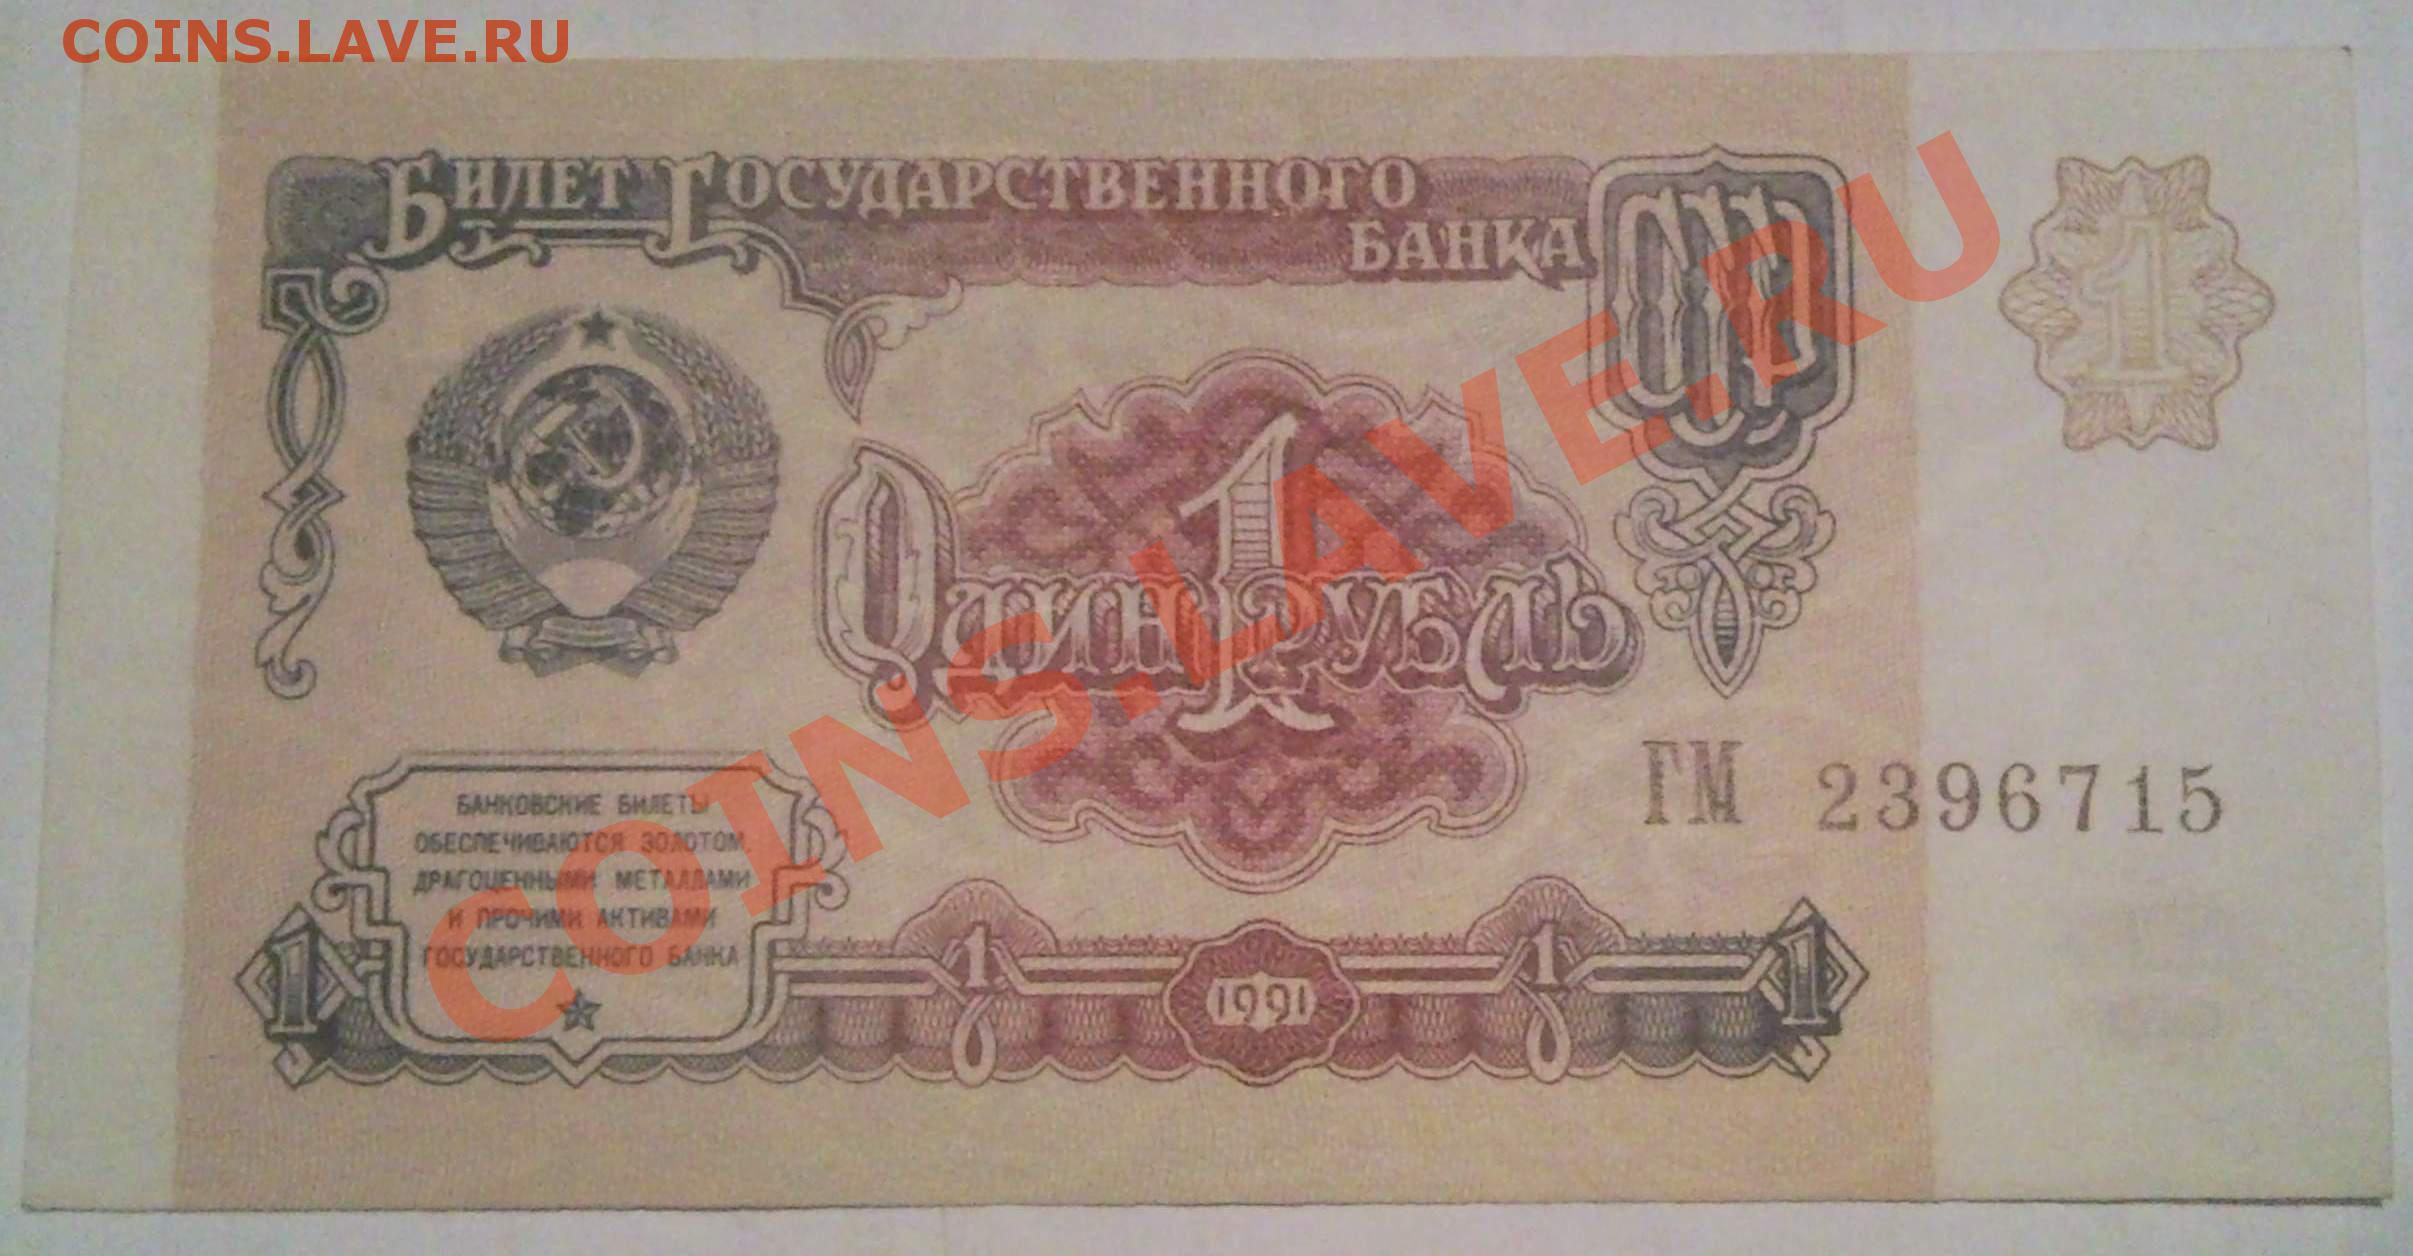 COINS.LAVE.RU
БИЛЕТ ГОСУДАРСТВЕННОГО
БАНКА
СССР
1
1
ОДИН РУБЛЬ
ГМ 2396715
БАНКОВСКИЕ БИЛЕТЫ
ОБЕСПЕЧИВАЮТСЯ ЗОЛОТОМ,
ДРАГОЦЕННЫМИ МЕТАЛЛАМИ
И ПРОЧИМИ АКТИВАМИ
ГОСУДАРСТВЕННОГО БАНКА
1 1 1991 1 1
COINS.LAVE.RU